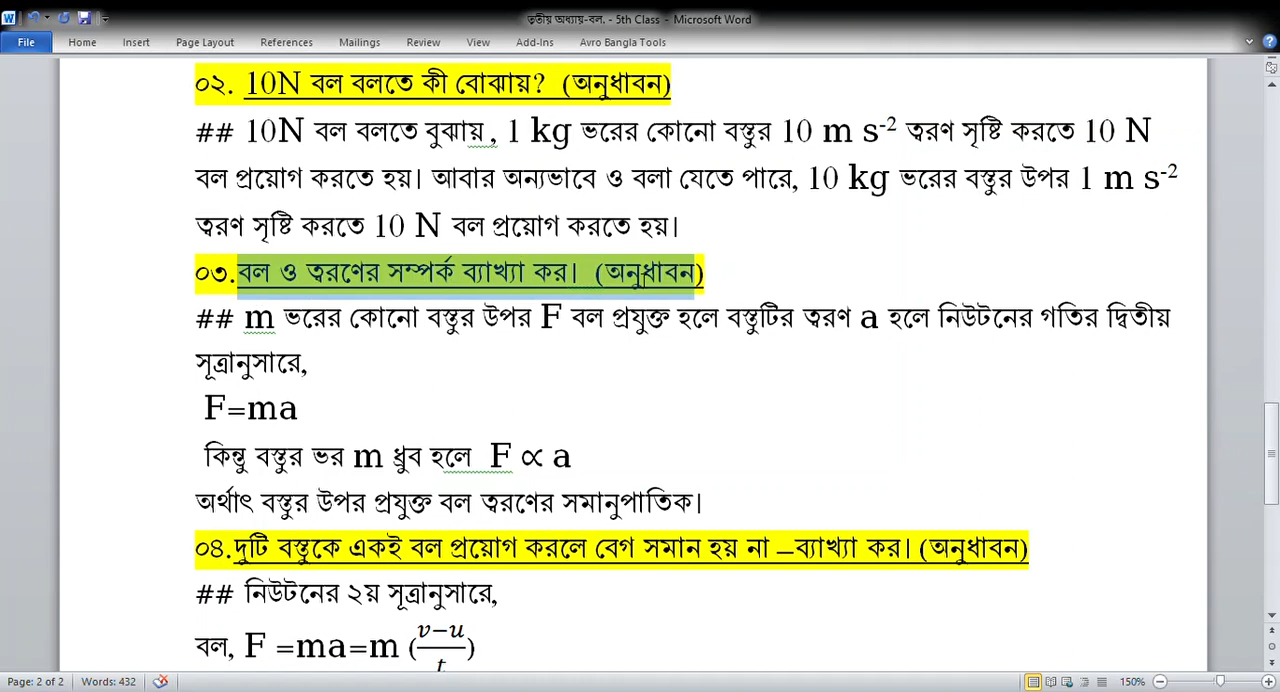 তৃতীয় অধ্যায়-বল. - 5th Class - Microsoft Word
File Home Insert Page Layout References Mailings Review View Add-Ins Avro Bangla Tools
০২. 10N বল বলতে কী বোঝায়? (অনুধাবন)
## 10N বল বলতে বুঝায়, 1 kg ভরের কোনো বস্তুর 10 m s⁻² ত্বরণ সৃষ্টি করতে 10 N
বল প্রয়োগ করতে হয়। আবার অন্যভাবে ও বলা যেতে পারে, 10 kg ভরের বস্তুর উপর 1 m s⁻²
ত্বরণ সৃষ্টি করতে 10 N বল প্রয়োগ করতে হয়।
০৩.বল ও ত্বরণের সম্পর্ক ব্যাখ্যা কর। (অনুধাবন)
## m ভরের কোনো বস্তুর উপর F বল প্রযুক্ত হলে বস্তুটির ত্বরণ a হলে নিউটনের গতির দ্বিতীয়
সূত্রানুসারে,
F=ma
কিন্তু বস্তুর ভর m ধ্রুব হলে F ∝ a
অর্থাৎ বস্তুর উপর প্রযুক্ত বল ত্বরণের সমানুপাতিক।
০৪.দুটি বস্তুকে একই বল প্রয়োগ করলে বেগ সমান হয় না –ব্যাখ্যা কর। (অনুধাবন)
## নিউটনের ২য় সূত্রানুসারে,
বল, F =ma=m (v−u/t)
Page: 2 of 2 Words: 432 150%